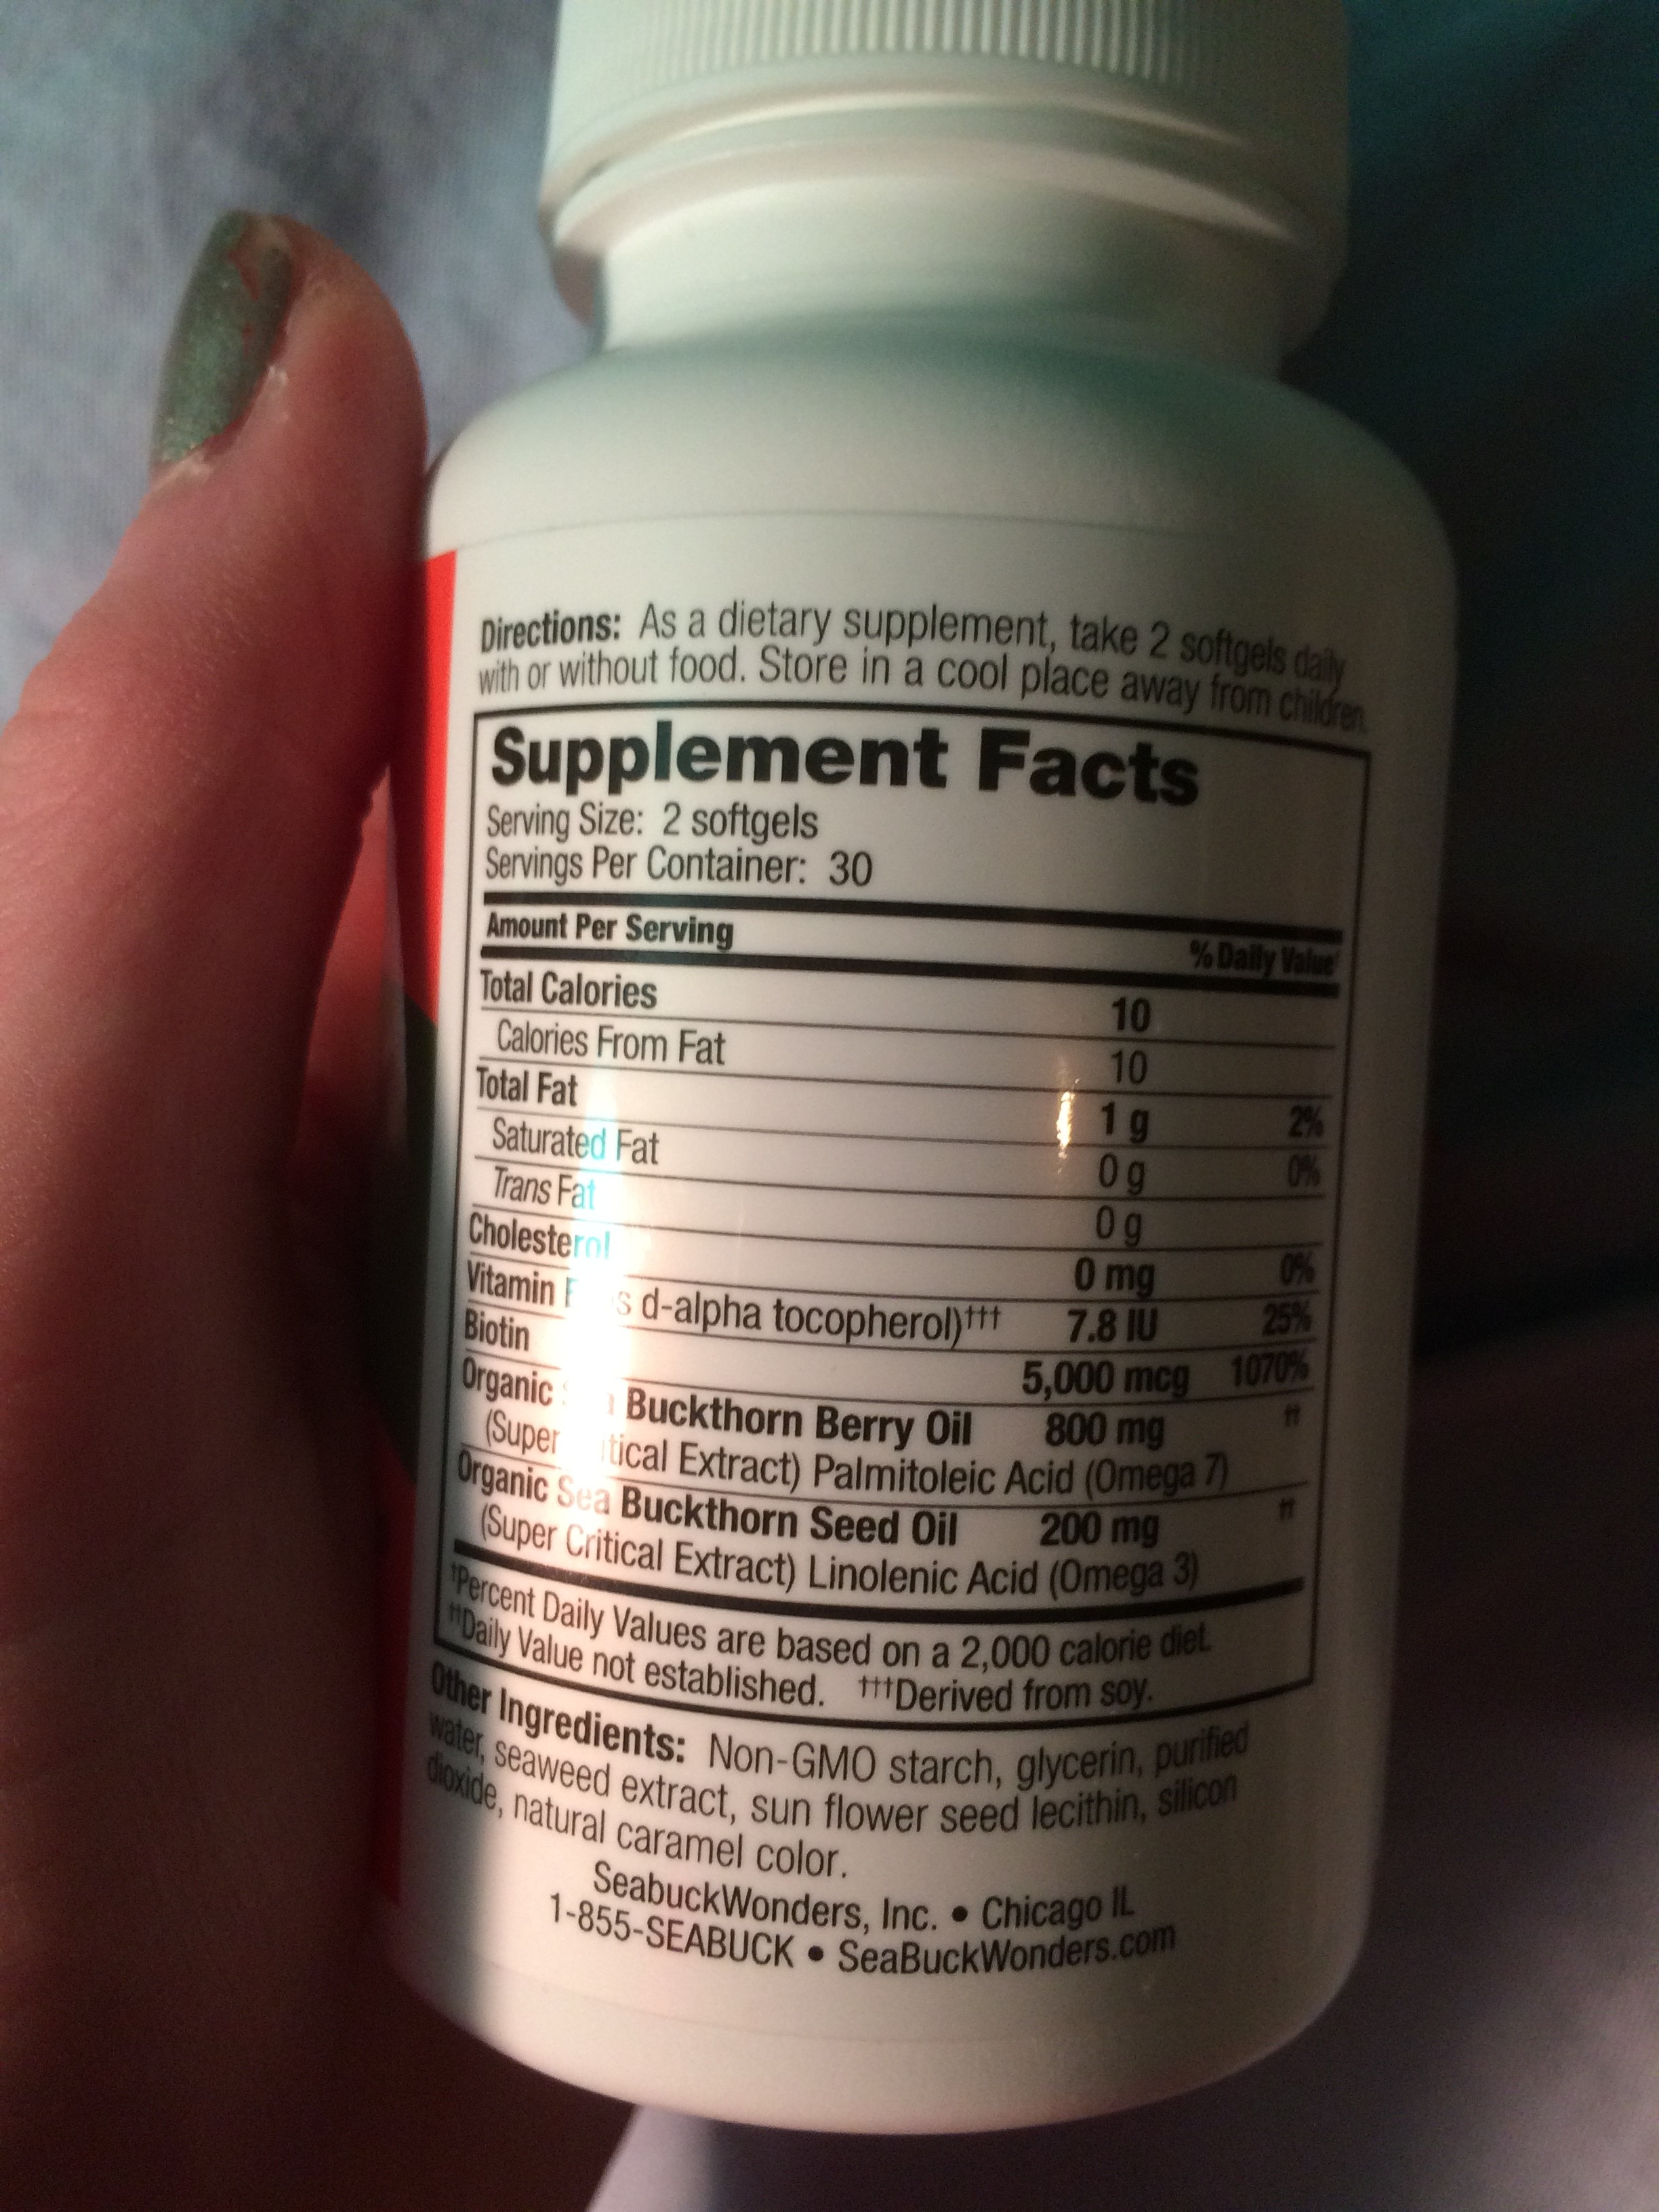 Directions: As a dietary supplement, take 2 softgels daily
with or without food. Store in a cool place away from children.
Supplement Facts
Serving Size: 2 softgels
Servings Per Container: 30
Amount Per Serving % Daily Value†
Total Calories 10
Calories From Fat 10
Total Fat 1 g 2%
Saturated Fat 0 g 0%
Trans Fat 0 g
Cholesterol 0 mg 0%
Vitamin d-alpha tocopherol)††† 7.8 IU 25%
Biotin 5,000 mcg 1070%
Organic Buckthorn Berry Oil 800 mg ††
(Super Extract) Palmitoleic Acid (Omega 7)
Organic Sea Buckthorn Seed Oil 200 mg ††
(Super Critical Extract) Linolenic Acid (Omega 3)
†Percent Daily Values are based on a 2,000 calorie diet.
††Daily Value not established. †††Derived from soy.
Other Ingredients: Non-GMO starch, glycerin, purified
water, seaweed extract, sun flower seed lecithin, silicon
dioxide, natural caramel color.
SeabuckWonders, Inc. • Chicago IL
1-855-SEABUCK • SeaBuckWonders.com